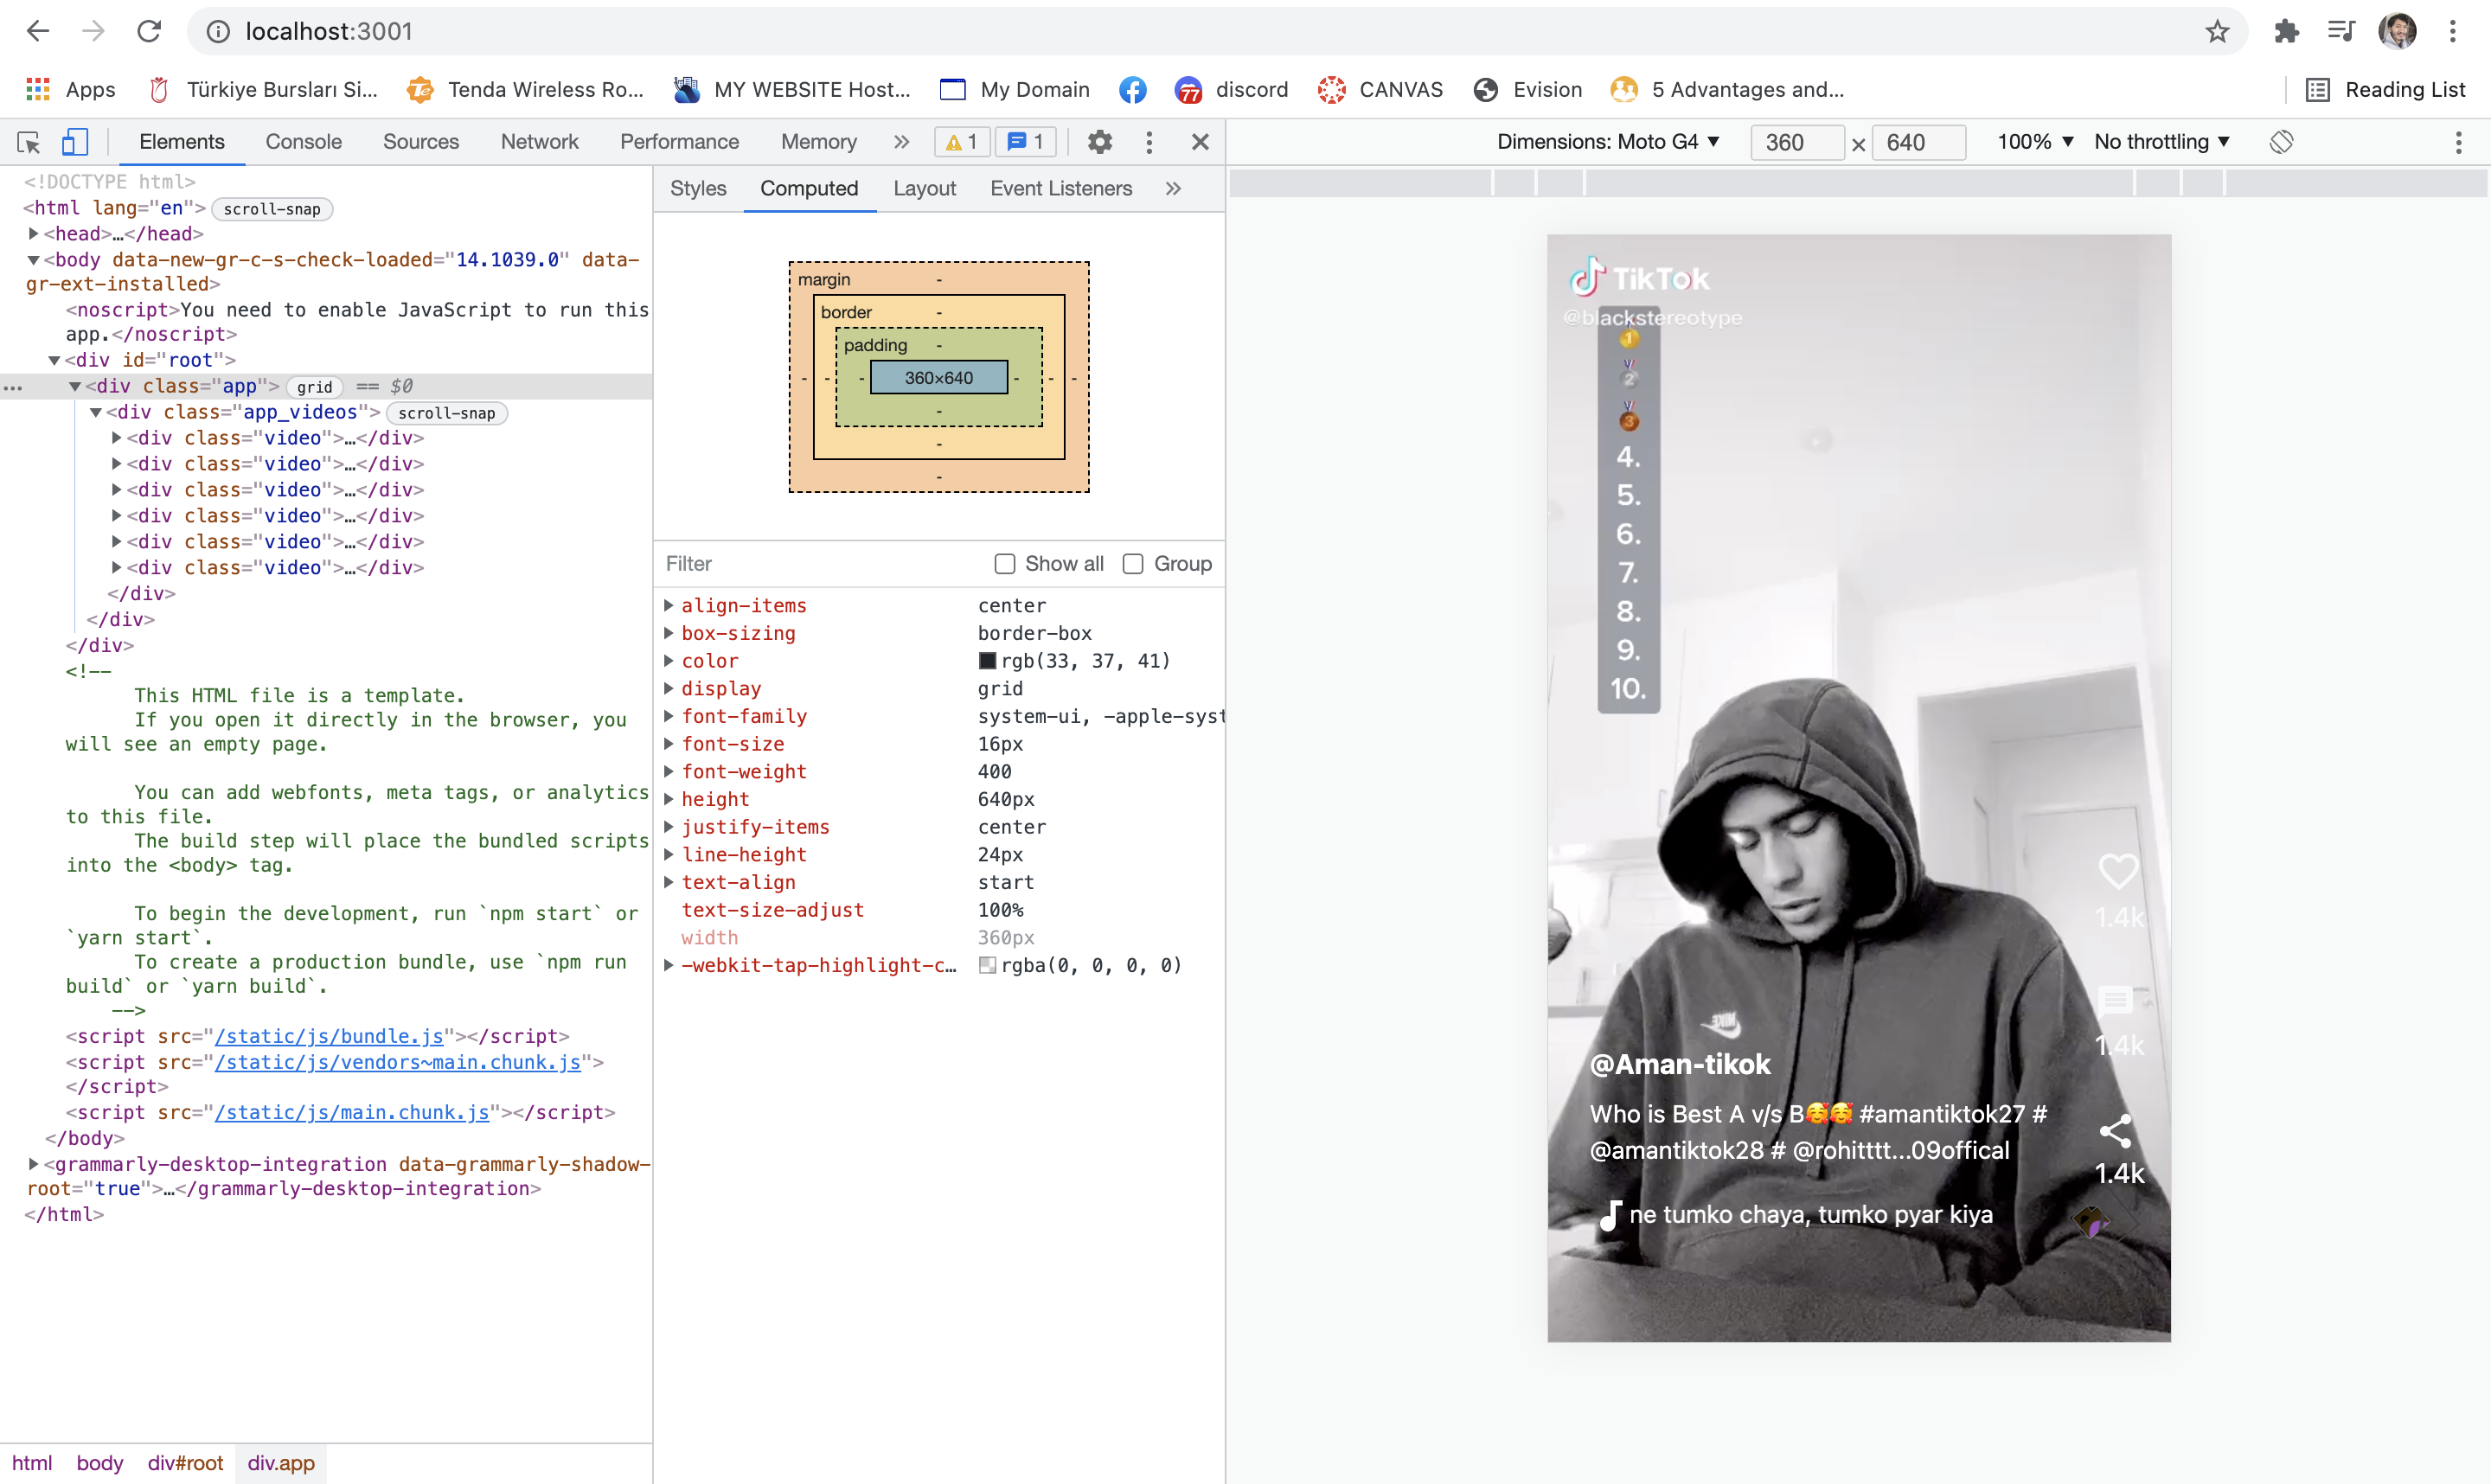 localhost:3001
Apps
Türkiye Bursları Si...
Tenda Wireless Ro...
MY WEBSITE Host...
My Domain
77
discord
CANVAS
Evision
5 Advantages and...
Reading List
Elements
Console
Sources
Network
Performance
Memory
1
1
Dimensions: Moto G4
360
×
640
100%
No throttling
<!DOCTYPE html>
<html lang="en"> scroll-snap
<head>…</head>
<body data-new-gr-c-s-check-loaded="14.1039.0" data-
gr-ext-installed>
<noscript>You need to enable JavaScript to run this
app.</noscript>
<div id="root">
<div class="app"> grid == $0
<div class="app_videos"> scroll-snap
<div class="video">…</div>
<div class="video">…</div>
<div class="video">…</div>
<div class="video">…</div>
<div class="video">…</div>
<div class="video">…</div>
</div>
</div>
</div>
<!--
This HTML file is a template.
If you open it directly in the browser, you
will see an empty page.
You can add webfonts, meta tags, or analytics
to this file.
The build step will place the bundled scripts
into the <body> tag.
To begin the development, run `npm start` or
`yarn start`.
To create a production bundle, use `npm run
build` or `yarn build`.
-->
<script src="/static/js/bundle.js"></script>
<script src="/static/js/vendors~main.chunk.js">
</script>
<script src="/static/js/main.chunk.js"></script>
</body>
<grammarly-desktop-integration data-grammarly-shadow-
root="true">…</grammarly-desktop-integration>
</html>
html body div#root div.app
Styles
Computed
Layout
Event Listeners
margin -
border -
padding -
- - - 360×640 - - -
-
-
-
Filter
Show all
Group
align-items center
box-sizing border-box
color rgb(33, 37, 41)
display grid
font-family system-ui, -apple-syst
font-size 16px
font-weight 400
height 640px
justify-items center
line-height 24px
text-align start
text-size-adjust 100%
width 360px
-webkit-tap-highlight-c… rgba(0, 0, 0, 0)
TikTok
@blackstereotype
1
2
3
4.
5.
6.
7.
8.
9.
10.
1.4k
1.4k
NIKE
@Aman-tikok
Who is Best A v/s B🥰🥰 #amantiktok27 #
@amantiktok28 # @rohitttt...09offical
1.4k
ne tumko chaya, tumko pyar kiya